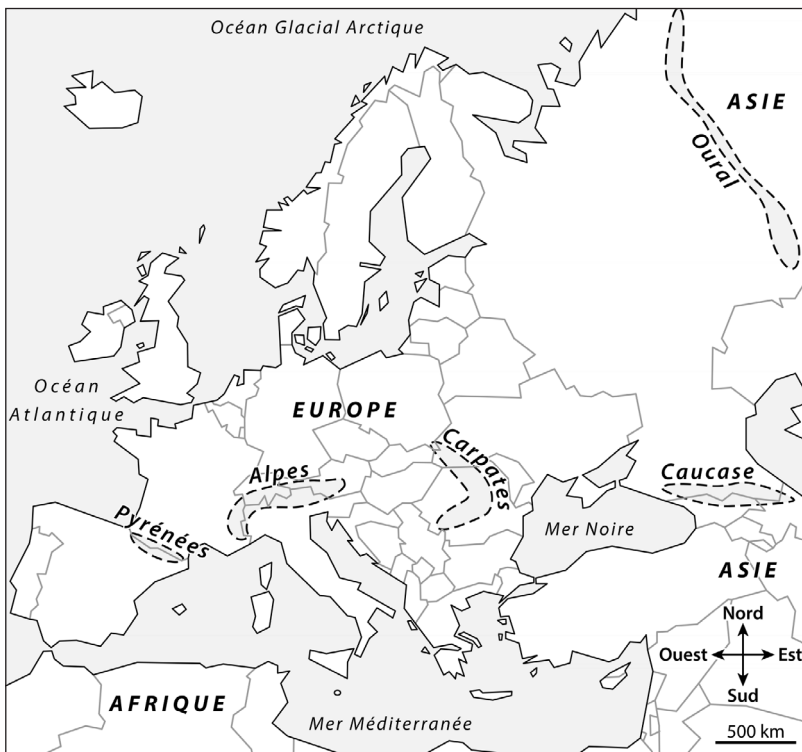 Océan Glacial Arctique
ASIE
Oural
Océan
Atlantique
EUROPE
Carpates
Alpes
Caucase
Pyrénées
Mer Noire
ASIE
Nord
Ouest Est
Sud
AFRIQUE
Mer Méditerranée
500 km